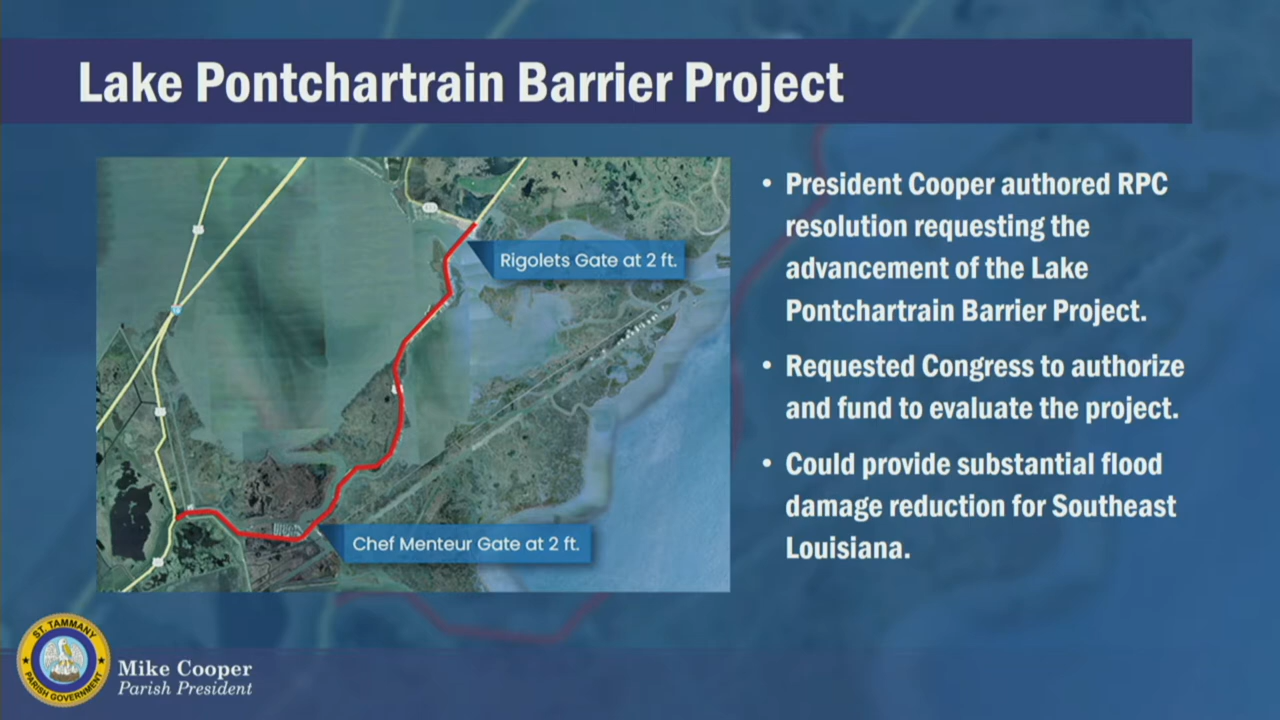 Lake Pontchartrain Barrier Project
Rigolets Gate at 2 ft.
Chef Menteur Gate at 2 ft.
• President Cooper authored RPC
resolution requesting the
advancement of the Lake
Pontchartrain Barrier Project.
• Requested Congress to authorize
and fund to evaluate the project.
• Could provide substantial flood
damage reduction for Southeast
Louisiana.
ST. TAMMANY
PARISH GOVERNMENT
Mike Cooper
Parish President